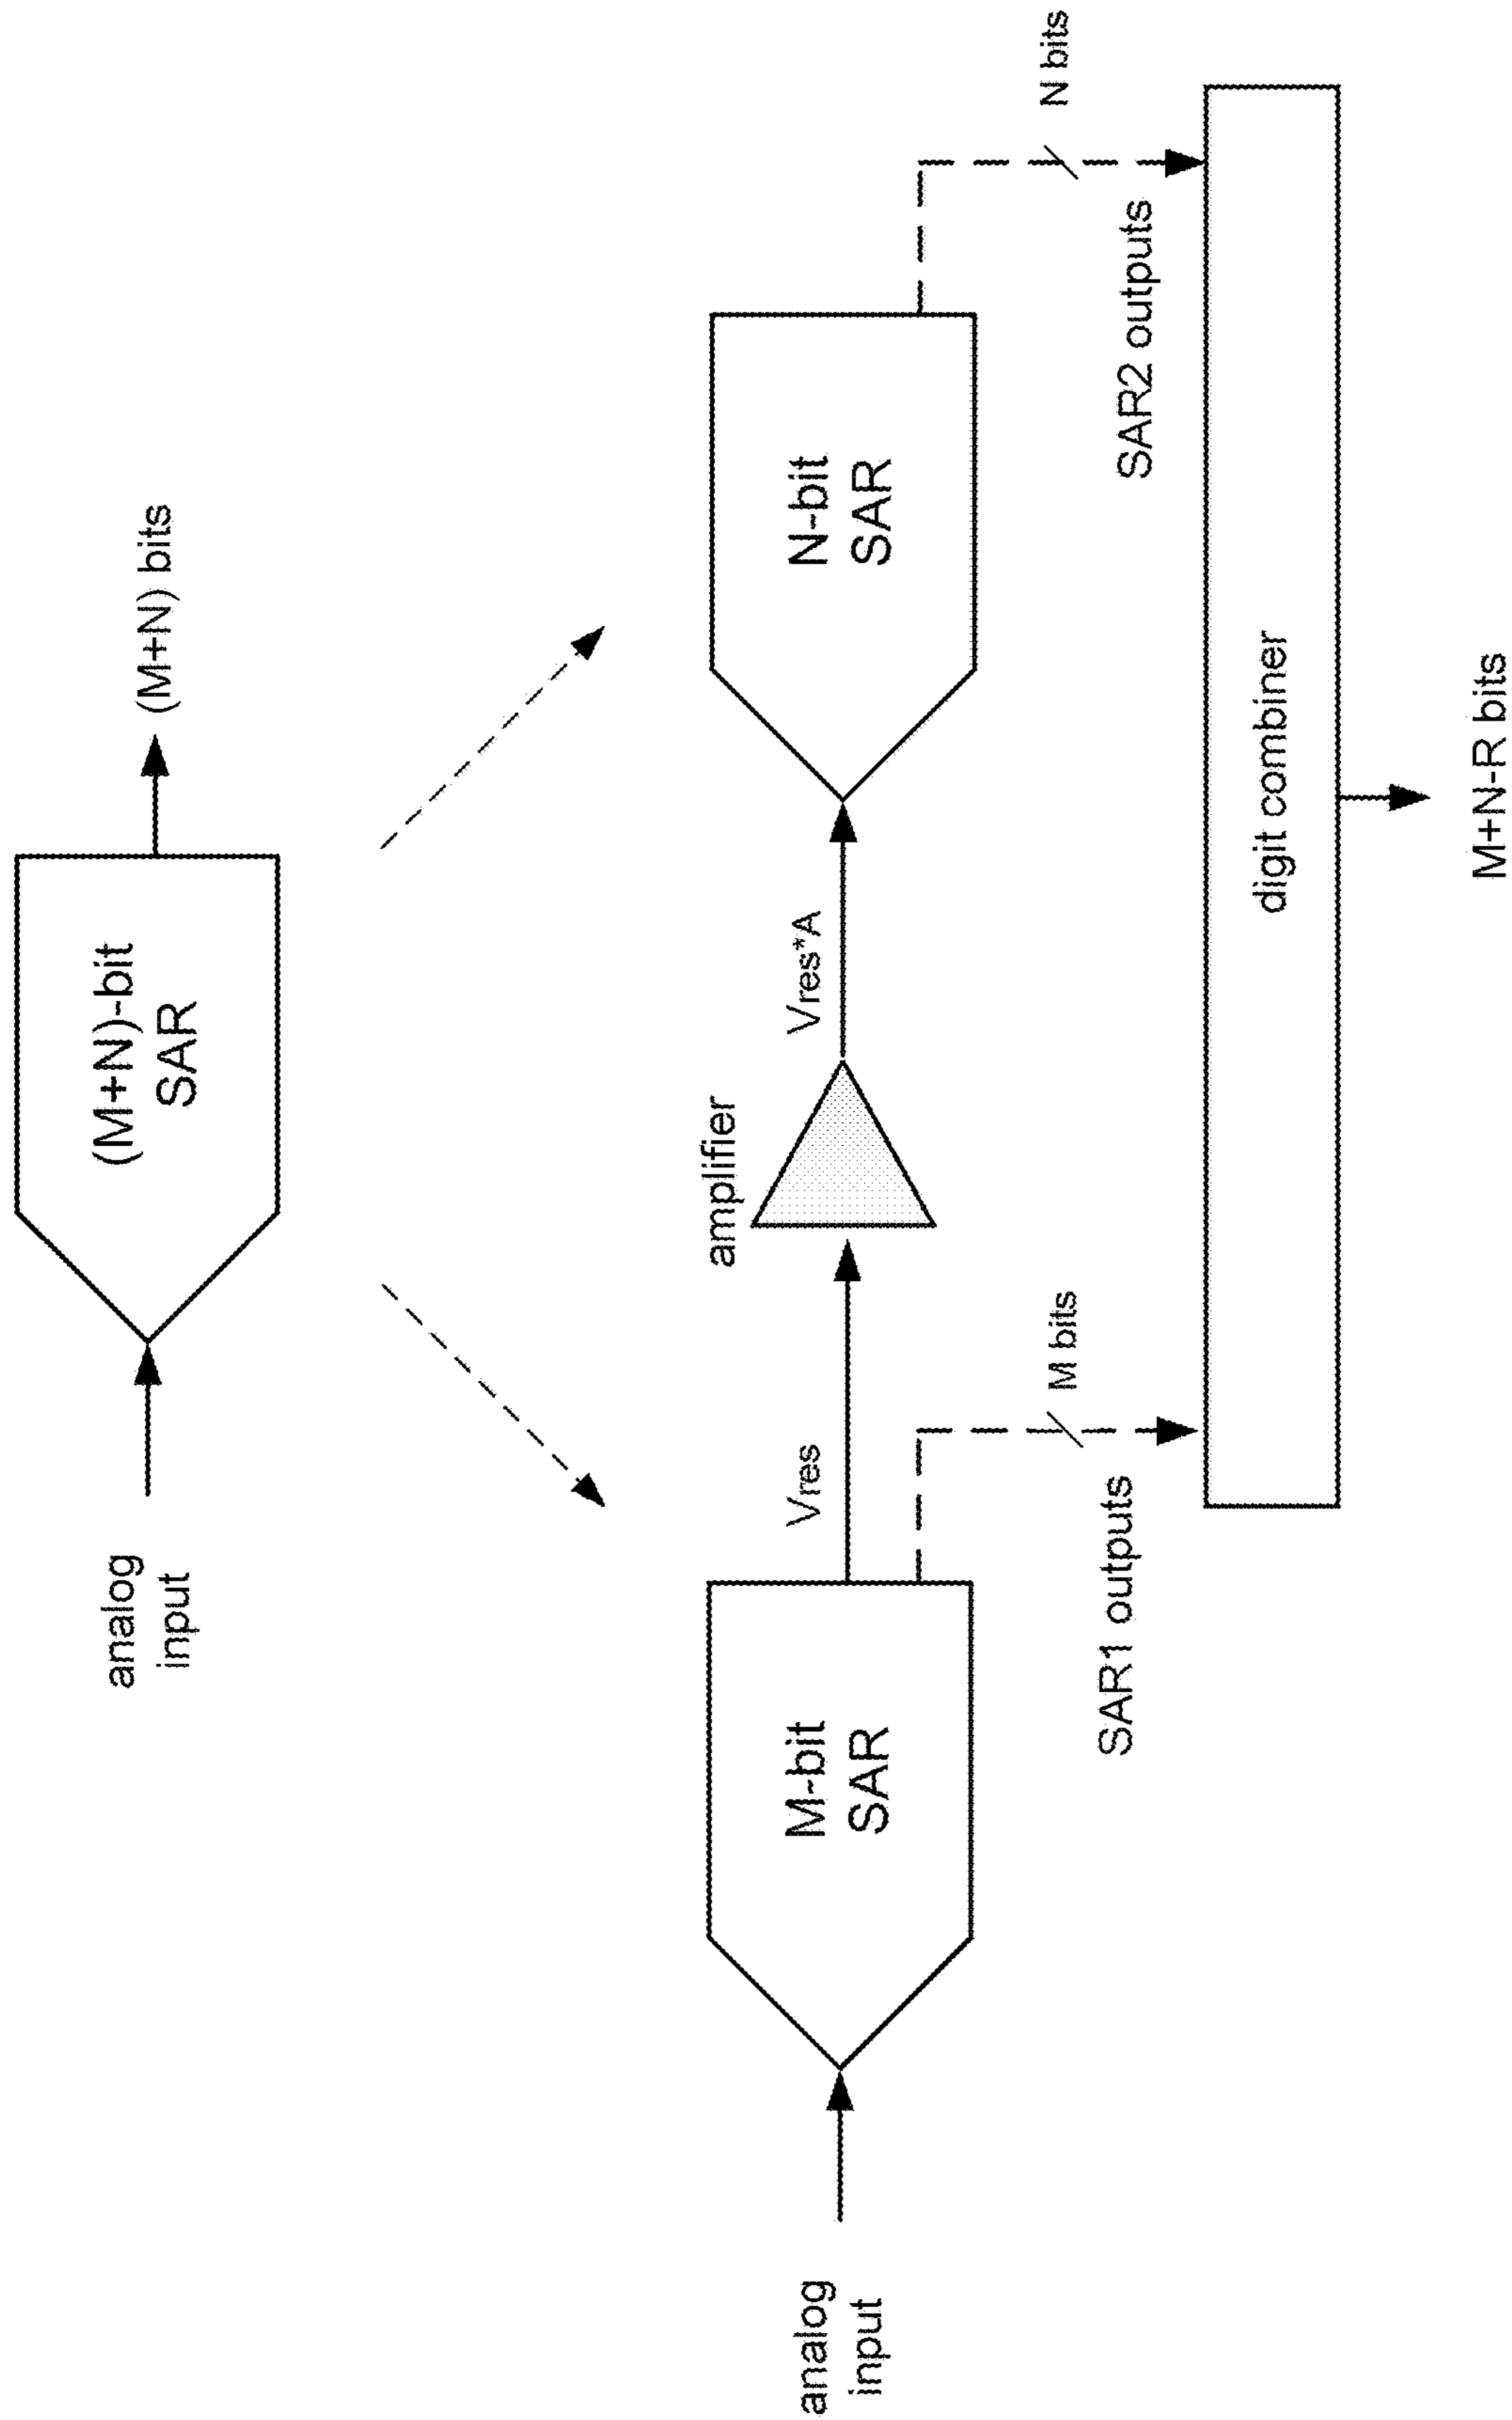 analog
input
(M+N)-bit
SAR
(M+N) bits
analog
input
M-bit
SAR
Vres
amplifier
Vres*A
N-bit
SAR
SAR1 outputs
M bits
SAR2 outputs
N bits
digit combiner
M+N-R bits